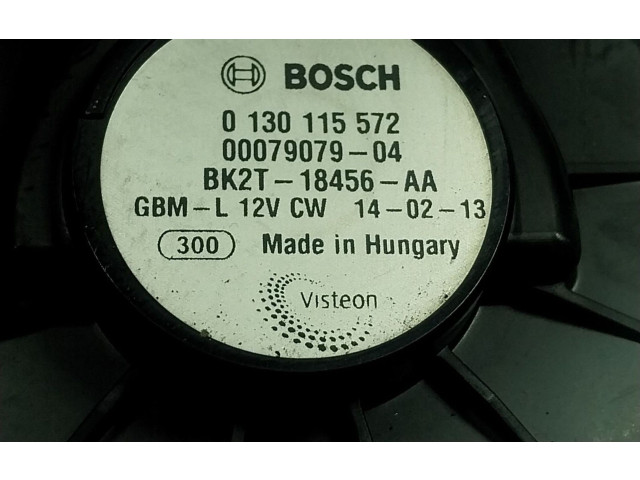 BOSCH
0 130 115 572
00079079-04
BK2T-18456-AA
GBM-L 12V CW 14-02-13
300 Made in Hungary
Visteon